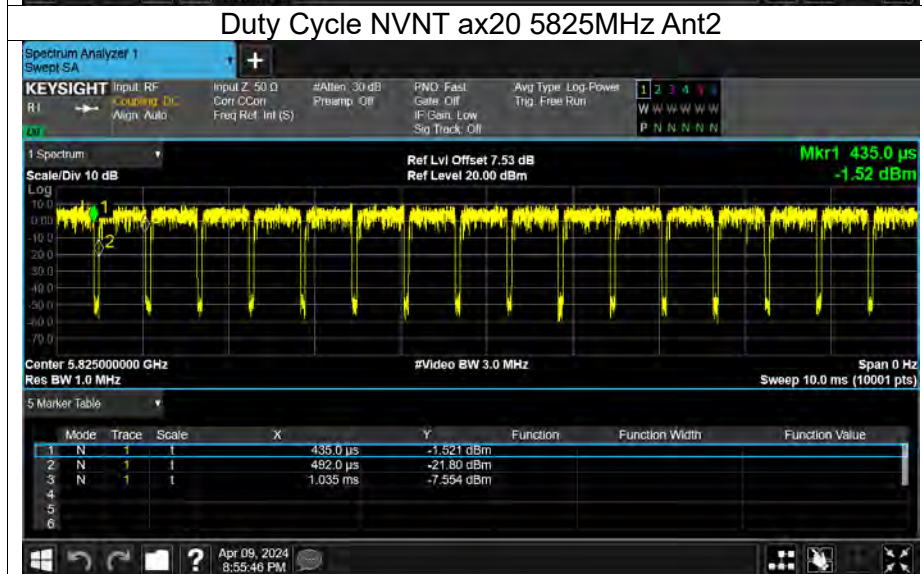 Duty Cycle NVNT ax20 5825MHz Ant2
Spectrum Analyzer 1
Swept SA
+
KEYSIGHT Input: RF Input Z: 50 Ω #Atten: 30 dB PNO: Fast Avg Type: Log-Power 1 2 3 4 5 6
Coupling: DC Corr CCorr Preamp: Off Gate: Off Trig: Free Run W W W W W W
Align: Auto Freq Ref: Int (S) IF Gain: Low
Sig Track: Off P N N N N N
1 Spectrum Ref Lvl Offset 7.53 dB Mkr1 435.0 µs
Scale/Div 10 dB Ref Level 20.00 dBm -1.52 dBm
Log
10.0
0.00
-10.0
-20.0
-30.0
-40.0
-50.0
-60.0
-70.0
1
2
Center 5.825000000 GHz #Video BW 3.0 MHz Span 0 Hz
Res BW 1.0 MHz Sweep 10.0 ms (10001 pts)
5 Marker Table
Mode Trace Scale X Y Function Function Width Function Value
1 N 1 t 435.0 µs -1.521 dBm
2 N 1 t 492.0 µs -21.80 dBm
3 N 1 t 1.035 ms -7.554 dBm
4
5
6
? Apr 09, 2024
8:55:46 PM